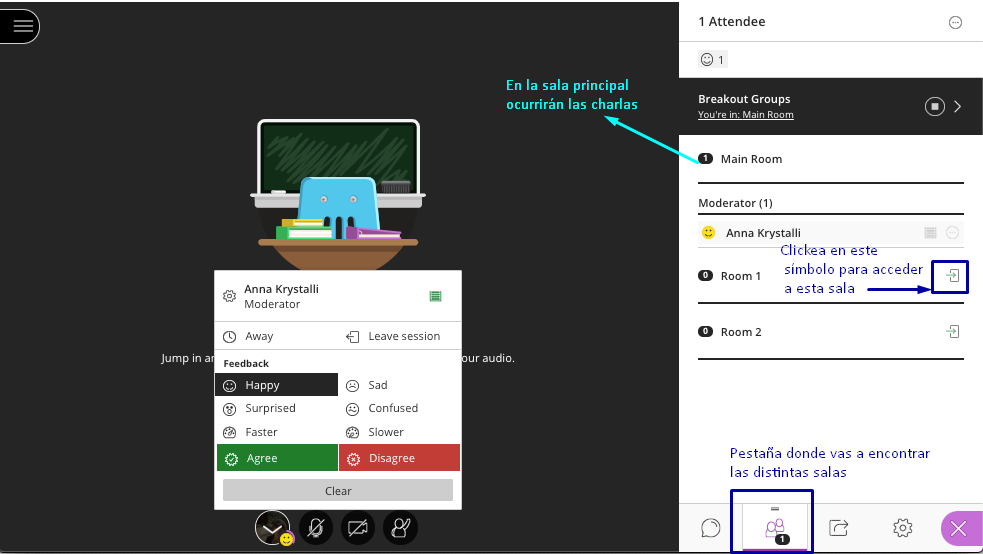 1 Attendee
1
En la sala principal
ocurrirán las charlas
Breakout Groups
You're in: Main Room
1 Main Room
Moderator (1)
Anna Krystalli
Clickea en este
símbolo para acceder
a esta sala
0 Room 1
0 Room 2
Anna Krystalli
Moderator
Away Leave session
Jump in an our audio.
Feedback
Happy Sad
Surprised Confused
Faster Slower
Agree Disagree
Clear
Pestaña donde vas a encontrar
las distintas salas
1